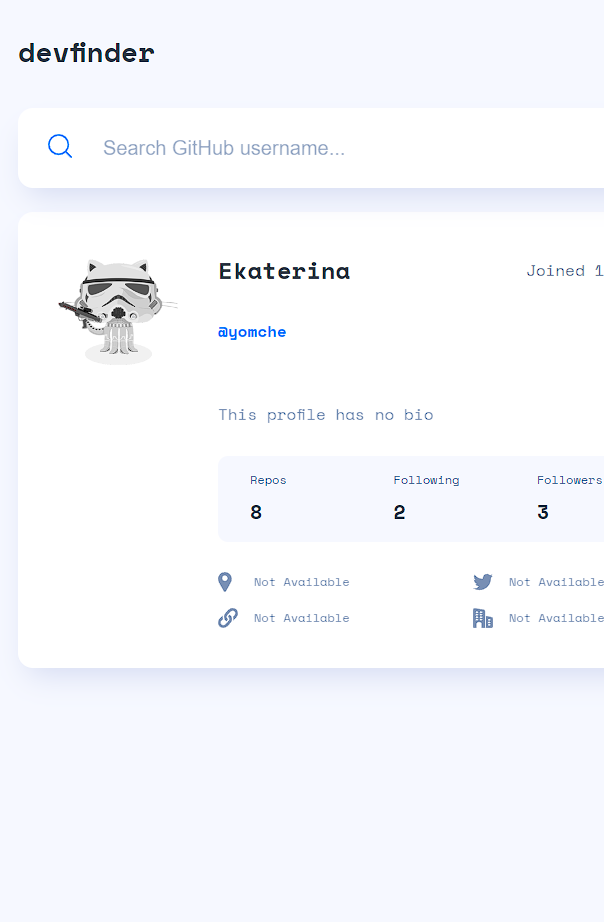 devfinder
Search GitHub username...
Ekaterina
Joined 1
@yomche
This profile has no bio
Repos Following Followers
8 2 3
Not Available Not Available
Not Available Not Available